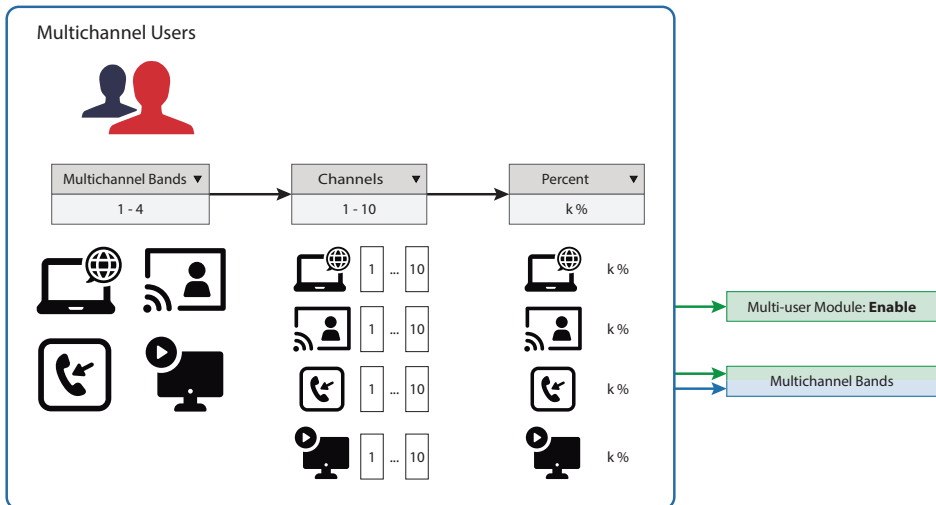 Multichannel Users
Multichannel Bands ▼
Channels ▼
Percent ▼
1 - 4
1 - 10
k %
1 ... 10
k %
Multi-user Module: Enable
1 ... 10
k %
1 ... 10
k %
Multichannel Bands
1 ... 10
k %